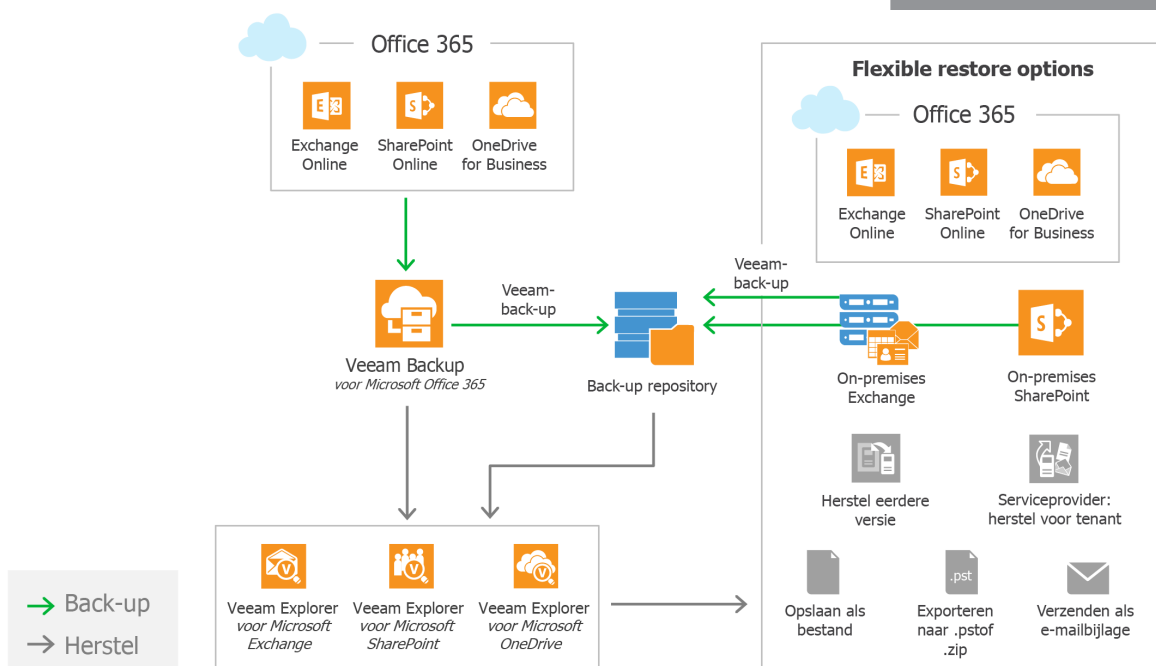 Office 365
Exchange
Online
SharePoint
Online
OneDrive
for Business
Veeam Backup
voor Microsoft Office 365
Veeam-
back-up
Back-up repository
Veeam-
back-up
Flexible restore options
Office 365
Exchange
Online
SharePoint
Online
OneDrive
for Business
On-premises
Exchange
On-premises
SharePoint
Herstel eerdere
versie
Serviceprovider:
herstel voor tenant
Opslaan als
bestand
.pst
Exporteren
naar .pstof
.zip
Verzenden als
e-mailbijlage
Veeam Explorer
voor Microsoft
Exchange
Veeam Explorer
voor Microsoft
SharePoint
Veeam Explorer
voor Microsoft
OneDrive
Back-up
Herstel